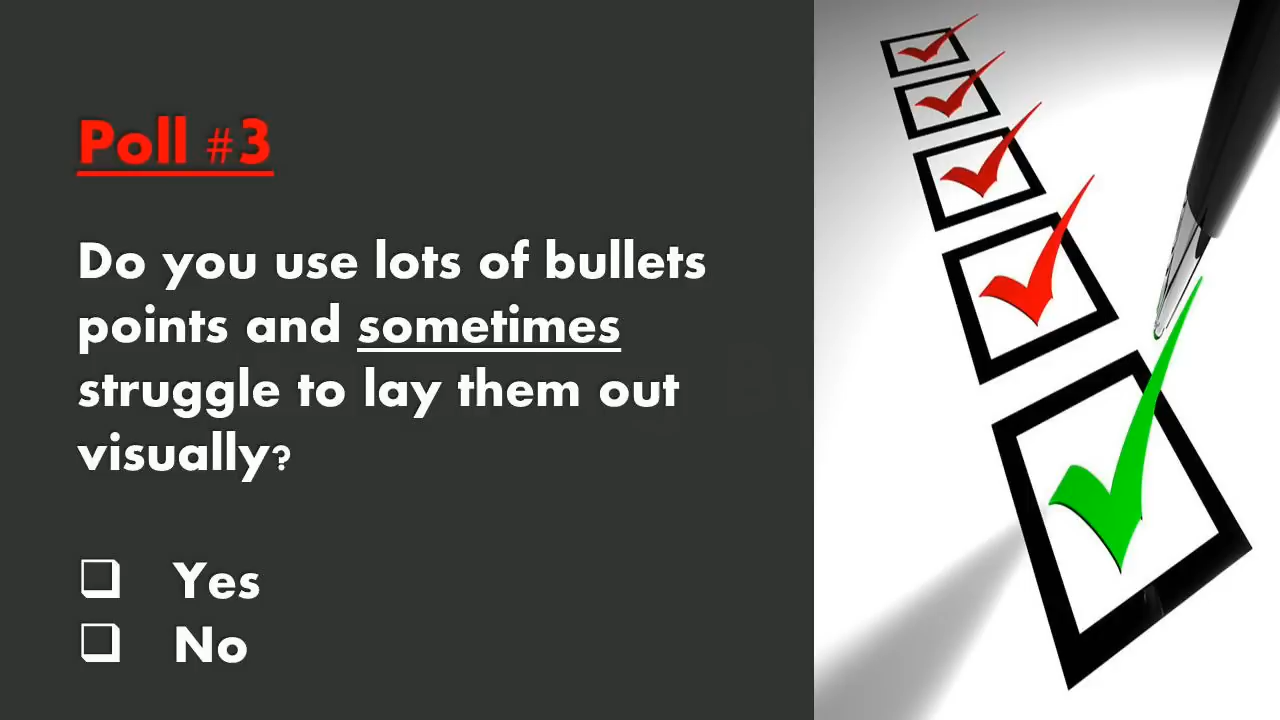 Poll #3
Do you use lots of bullets
points and sometimes
struggle to lay them out
visually?
❑ Yes
❑ No